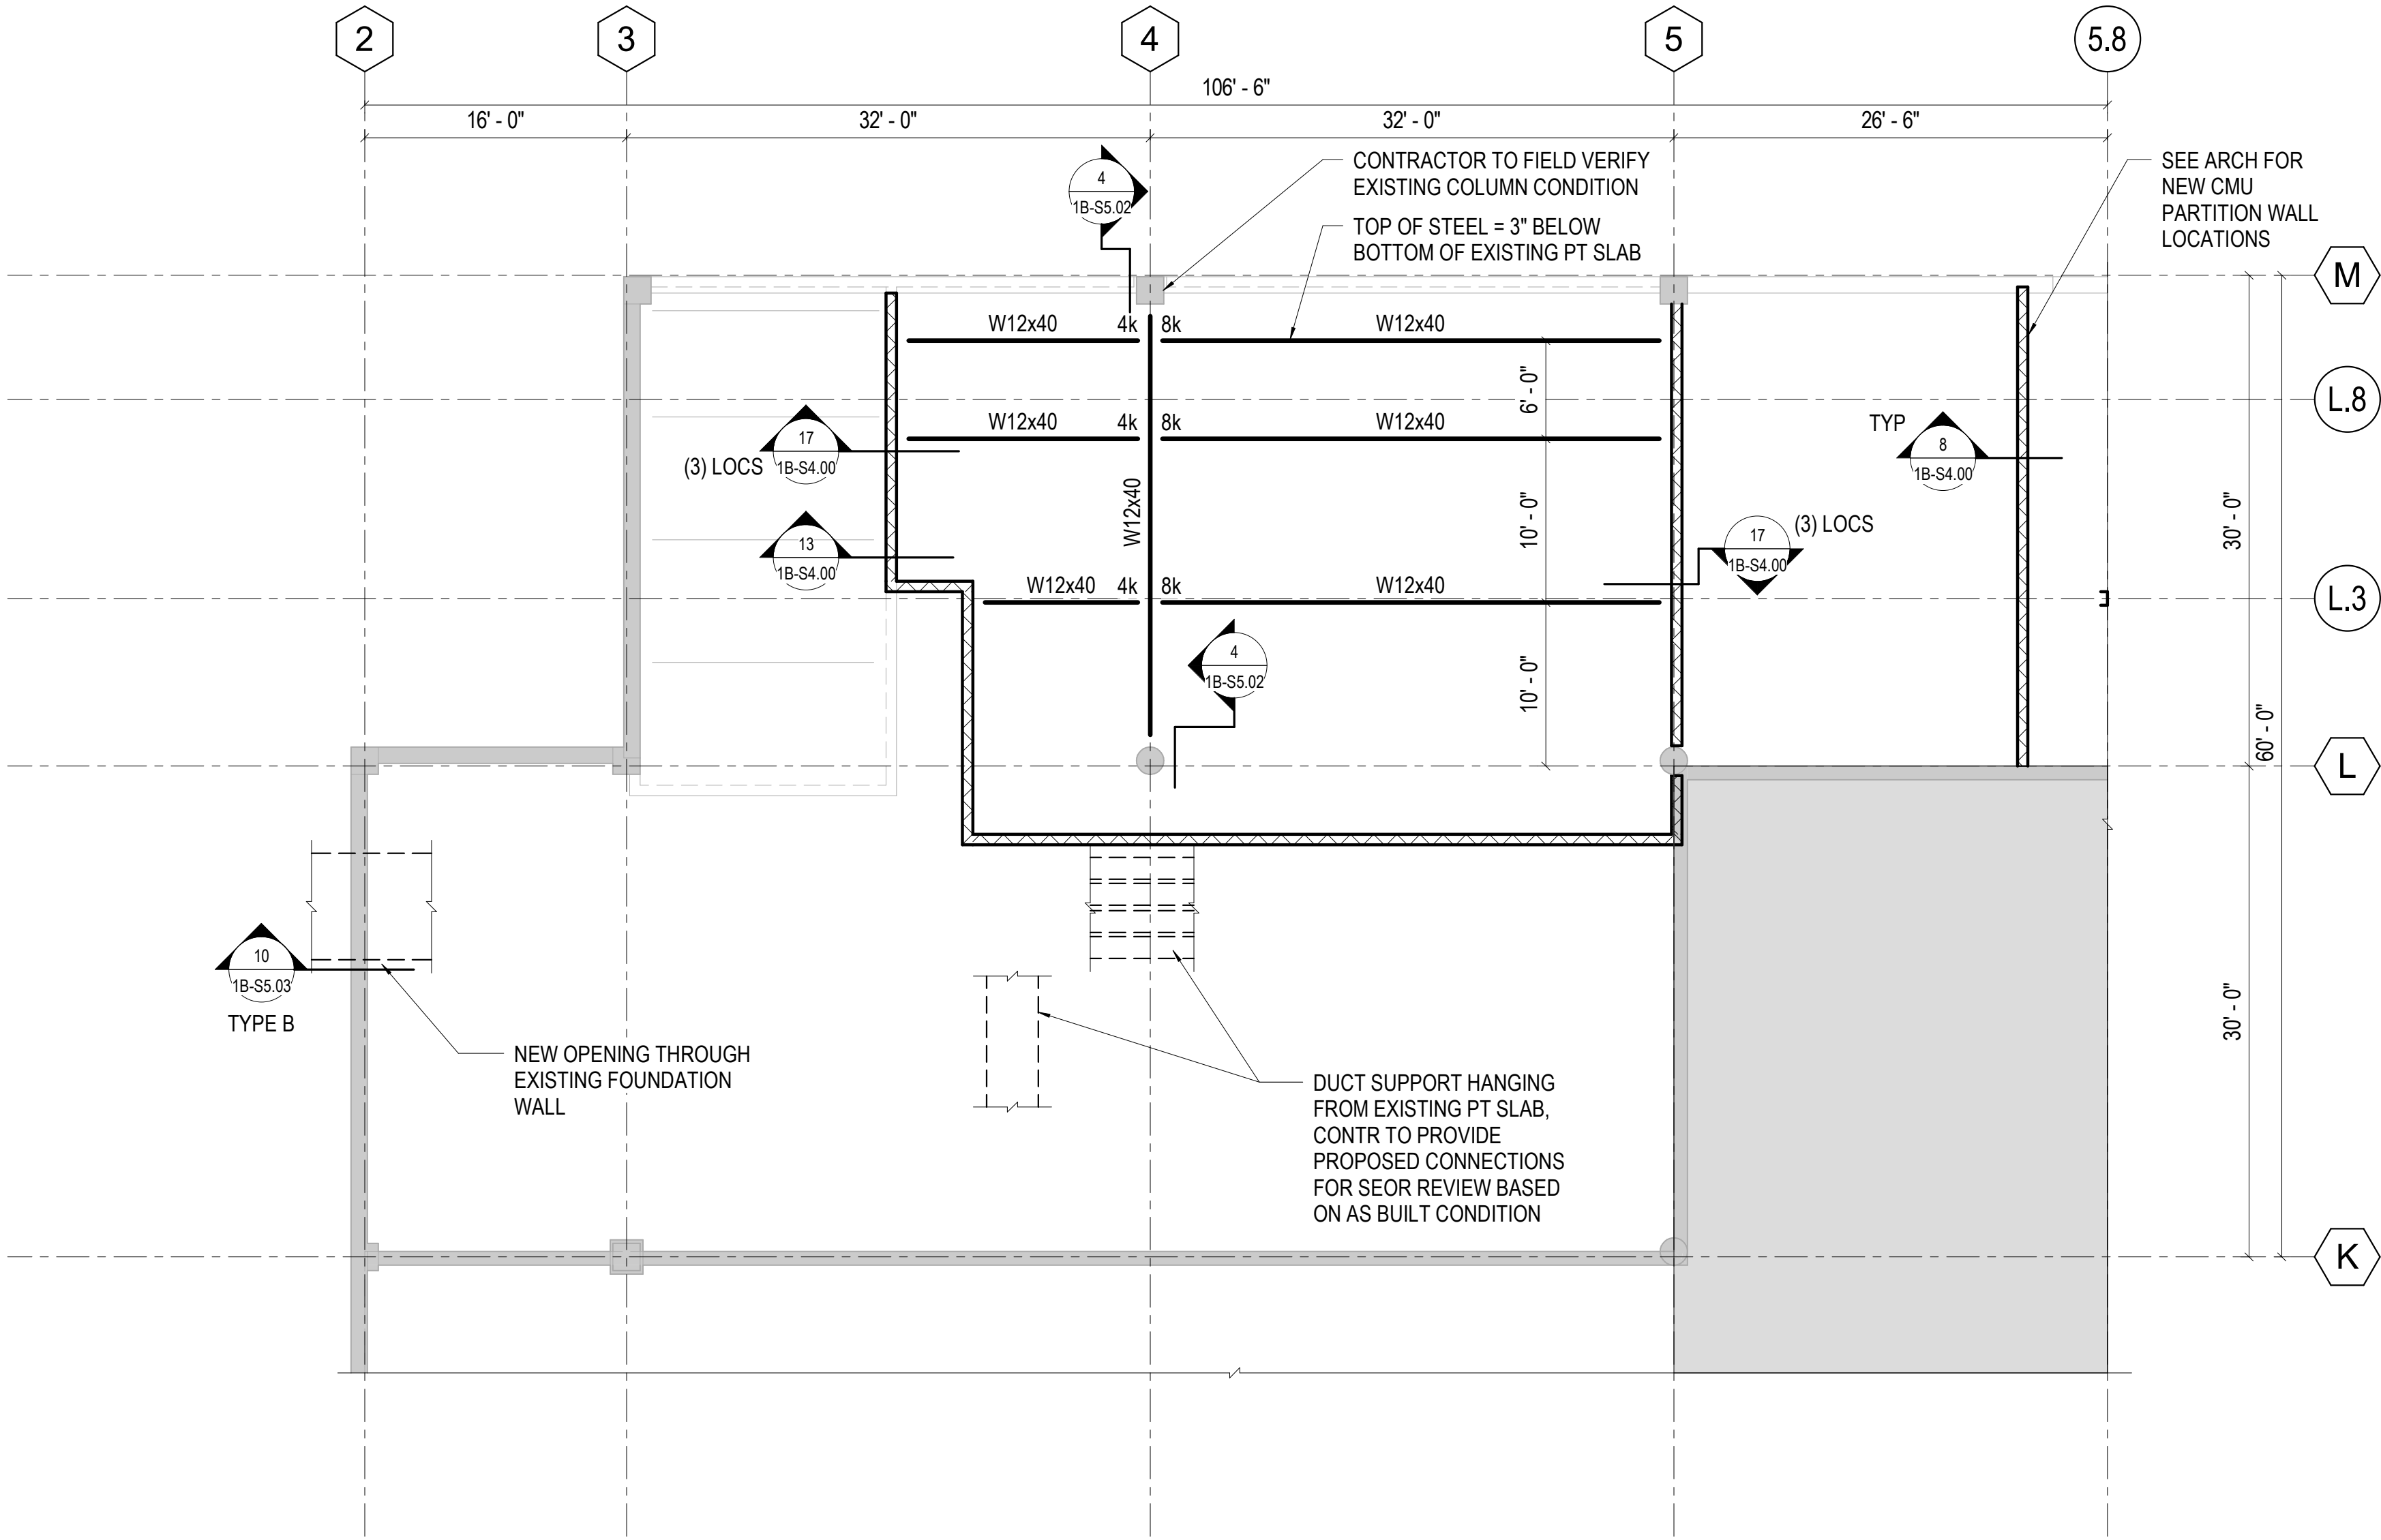 2
3
4
5
5.8
106' - 6"
16' - 0"
32' - 0"
32' - 0"
26' - 6"
4
1B-S5.02
CONTRACTOR TO FIELD VERIFY
EXISTING COLUMN CONDITION
TOP OF STEEL = 3" BELOW
BOTTOM OF EXISTING PT SLAB
SEE ARCH FOR
NEW CMU
PARTITION WALL
LOCATIONS
M
W12x40
4k
8k
W12x40
6' - 0"
L.8
W12x40
4k
8k
W12x40
TYP
8
1B-S4.00
17
1B-S4.00
(3) LOCS
W12x40
10' - 0"
30' - 0"
17
1B-S4.00
(3) LOCS
13
1B-S4.00
W12x40
4k
8k
W12x40
L.3
4
1B-S5.02
10' - 0"
60' - 0"
L
10
1B-S5.03
TYPE B
NEW OPENING THROUGH
EXISTING FOUNDATION
WALL
DUCT SUPPORT HANGING
FROM EXISTING PT SLAB,
CONTR TO PROVIDE
PROPOSED CONNECTIONS
FOR SEOR REVIEW BASED
ON AS BUILT CONDITION
30' - 0"
K